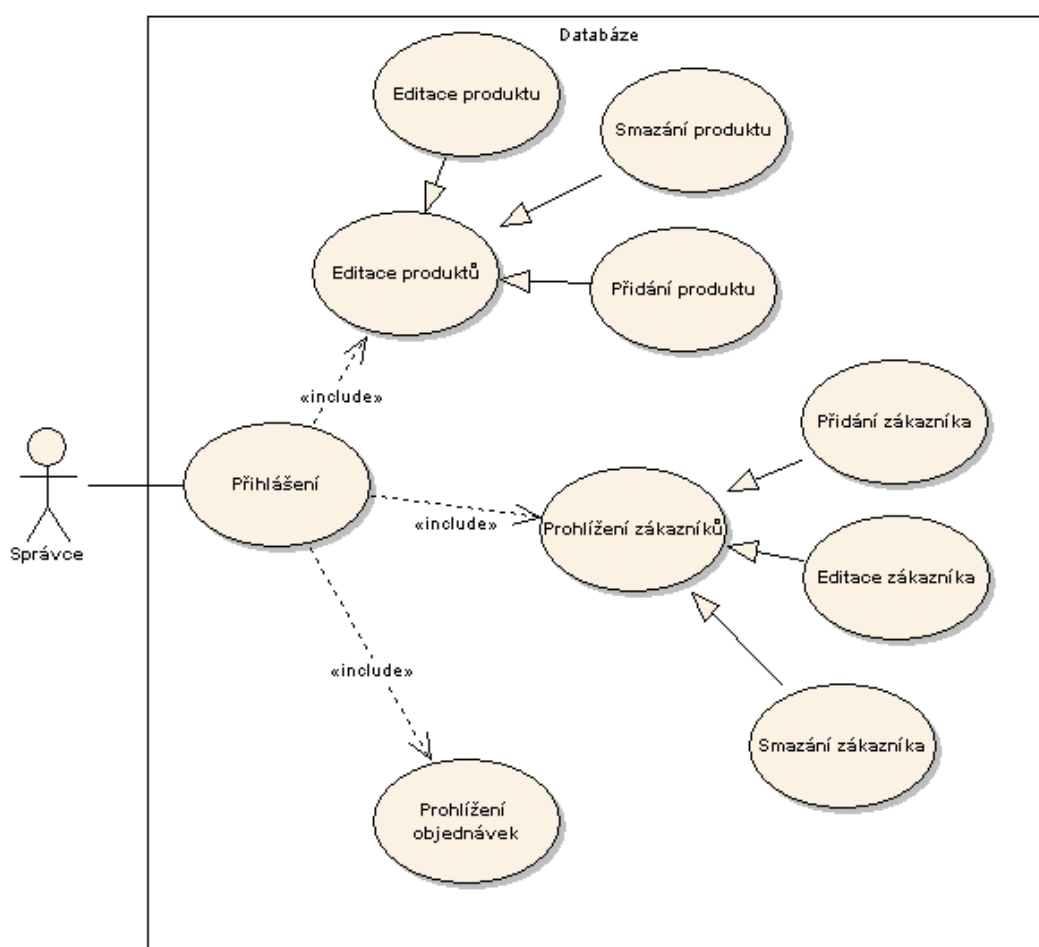 Databáze
Editace produktu
Smazání produktu
Editace produktů
Přidání produktu
«include»
Přidání zákazníka
Přihlášení
«include»
Prohlížení zákazníků
Editace zákazníka
Správce
«include»
Smazání zákazníka
Prohlížení
objednávek